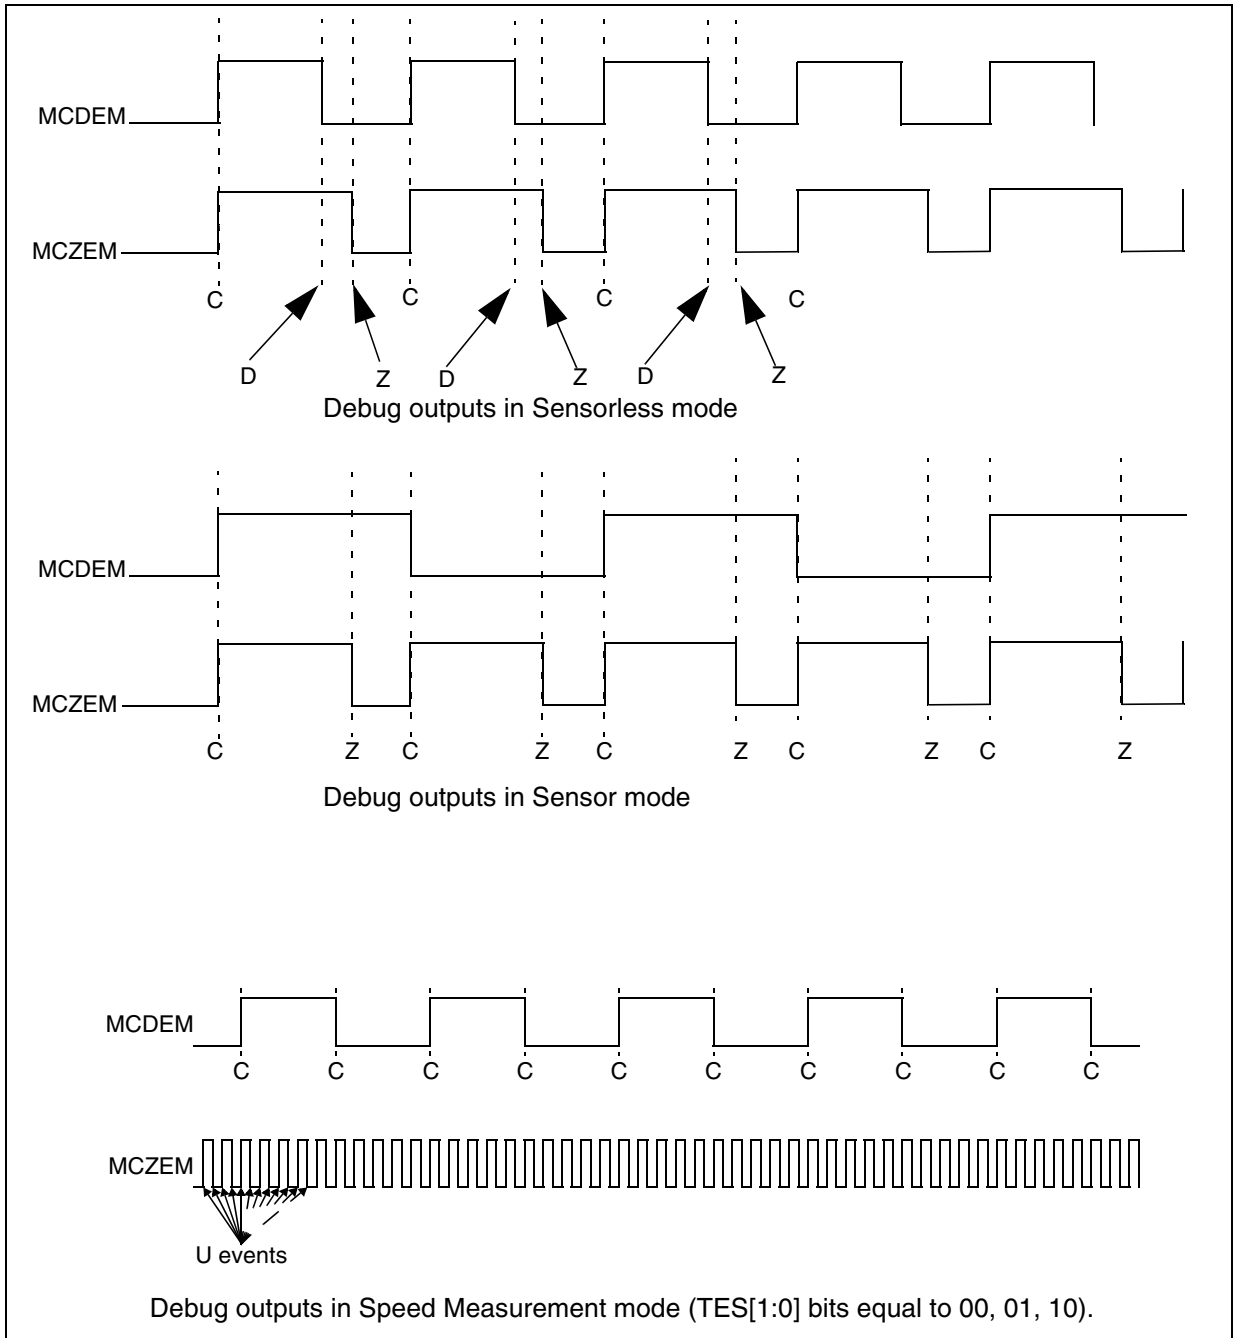 MCDEM
MCZEM
C C C C
D Z D Z D Z
Debug outputs in Sensorless mode
MCDEM
MCZEM
C Z C Z C Z C Z C Z
Debug outputs in Sensor mode
MCDEM
C C C C C C C C C C
MCZEM
U events
Debug outputs in Speed Measurement mode (TES[1:0] bits equal to 00, 01, 10).